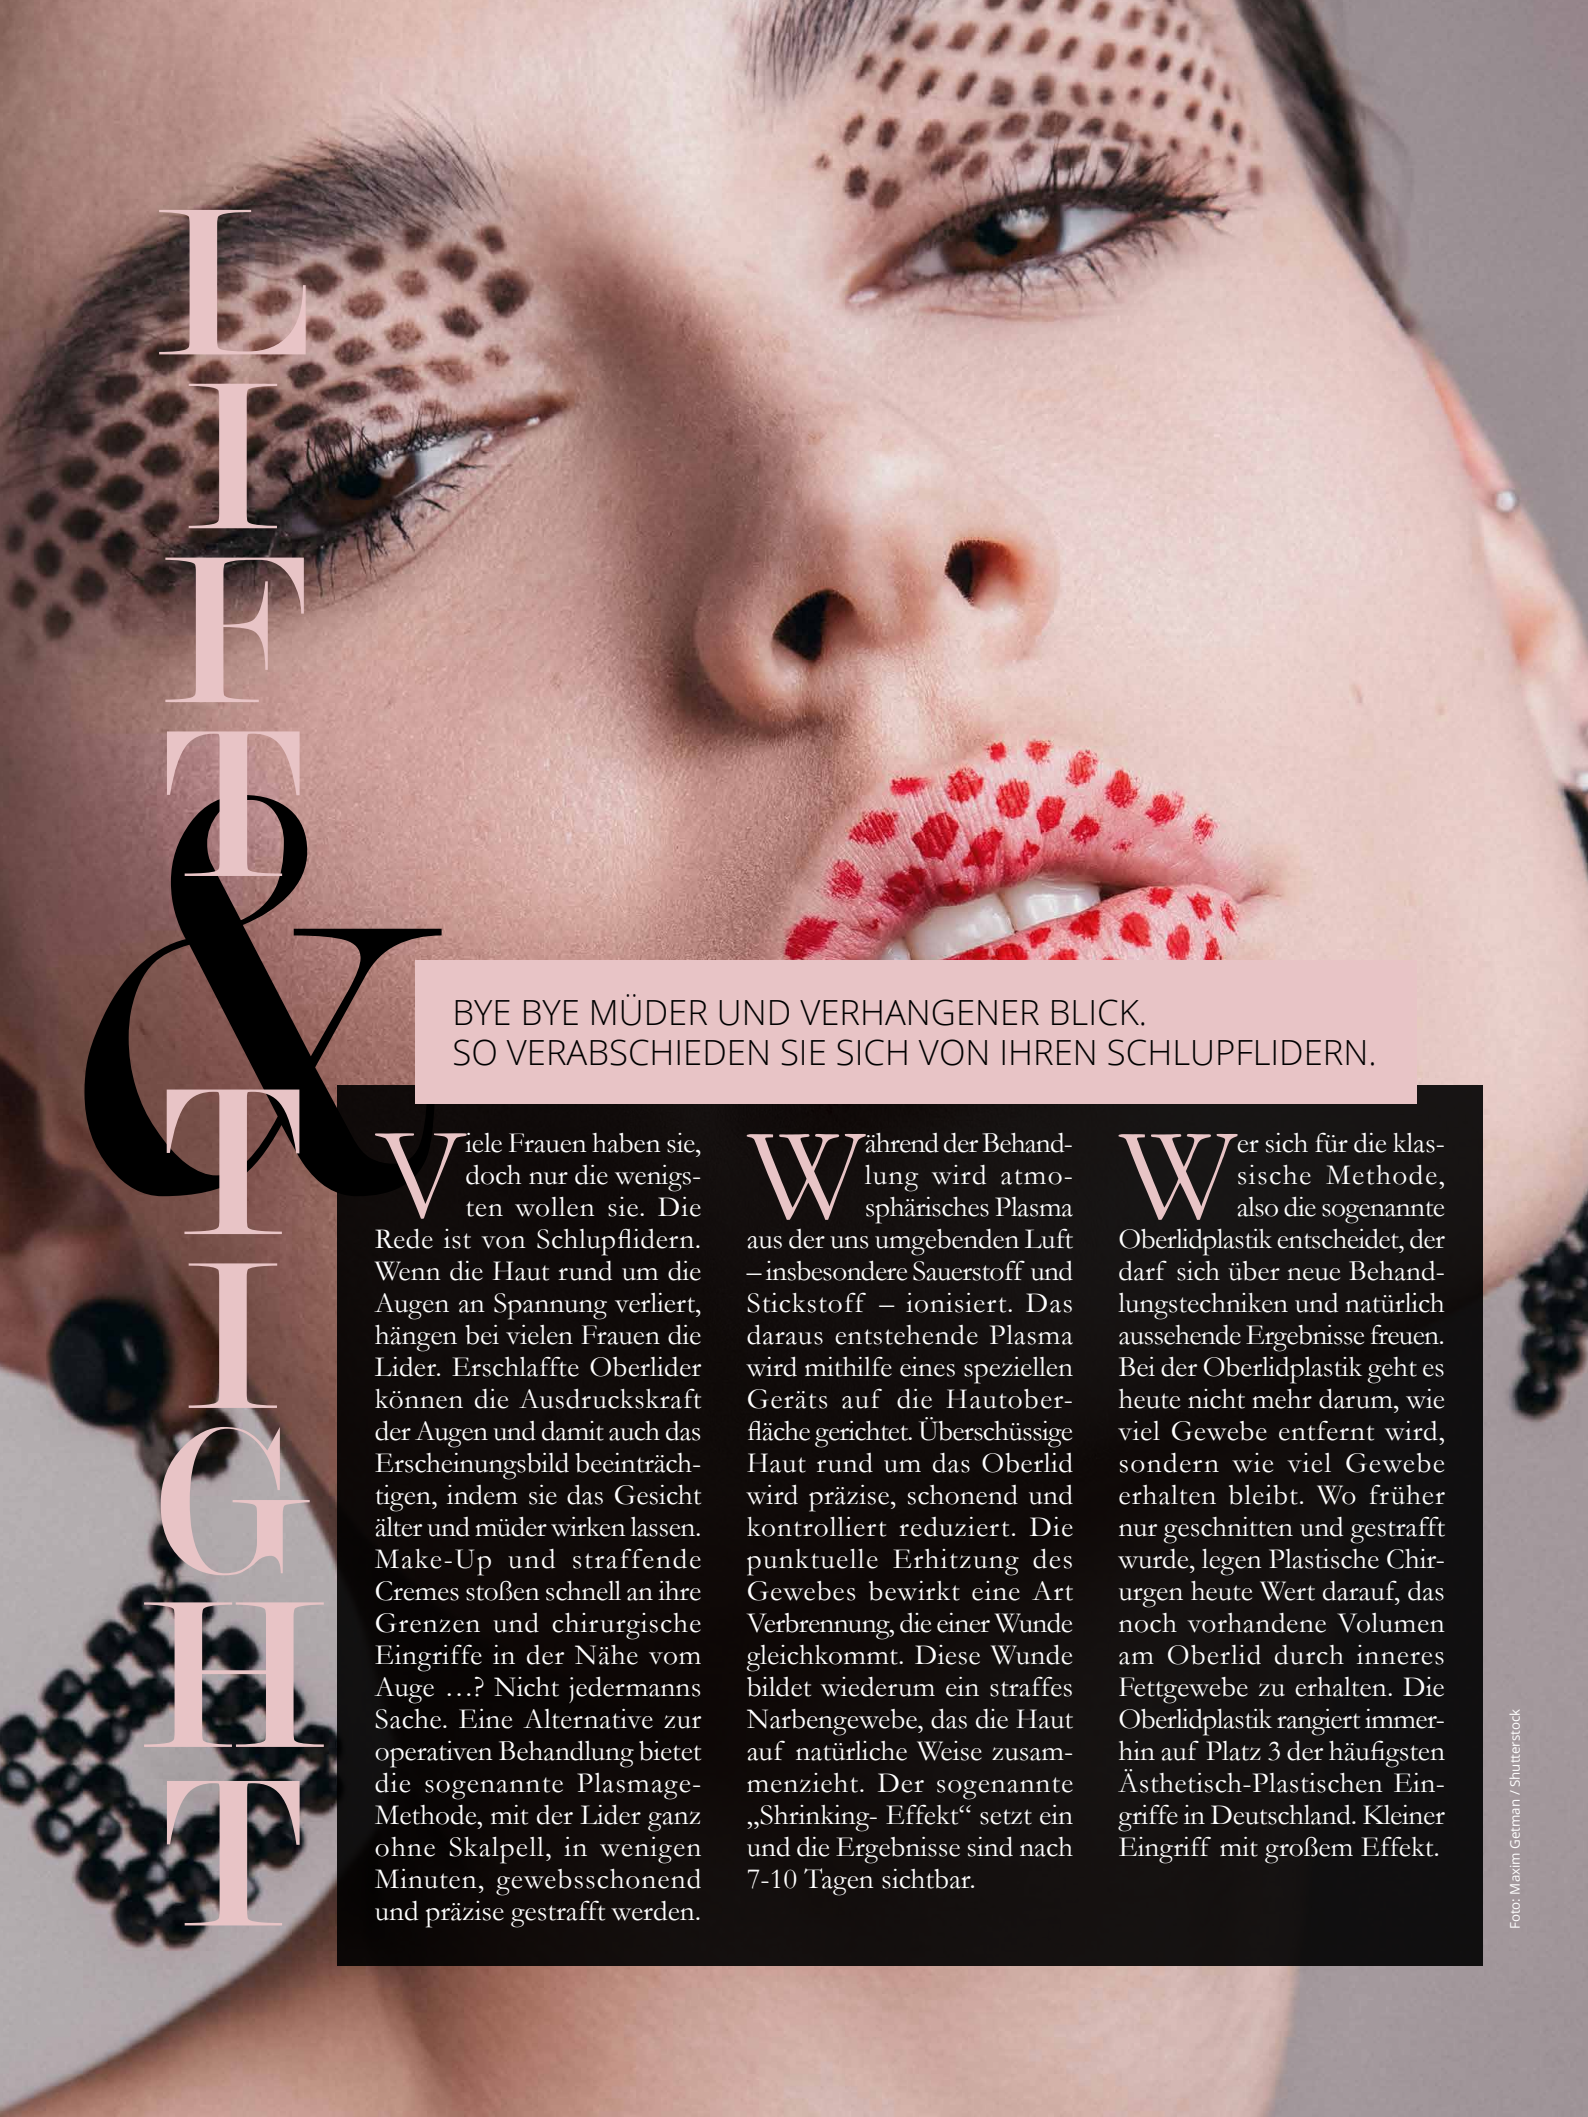 LIFT
&
TIGHT
BYE BYE MÜDER UND VERHANGENER BLICK.
SO VERABSCHIEDEN SIE SICH VON IHREN SCHLUPFLIDERN.
Viele Frauen haben sie,
doch nur die wenigs-
ten wollen sie. Die
Rede ist von Schlupflidern.
Wenn die Haut rund um die
Augen an Spannung verliert,
hängen bei vielen Frauen die
Lider. Erschlaffte Oberlider
können die Ausdruckskraft
der Augen und damit auch das
Erscheinungsbild beeinträch-
tigen, indem sie das Gesicht
älter und müder wirken lassen.
Make-Up und straffende
Cremes stoßen schnell an ihre
Grenzen und chirurgische
Eingriffe in der Nähe vom
Auge …? Nicht jedermanns
Sache. Eine Alternative zur
operativen Behandlung bietet
die sogenannte Plasmage-
Methode, mit der Lider ganz
ohne Skalpell, in wenigen
Minuten, gewebsschonend
und präzise gestrafft werden.
Während der Behand-
lung wird atmo-
sphärisches Plasma
aus der uns umgebenden Luft
– insbesondere Sauerstoff und
Stickstoff – ionisiert. Das
daraus entstehende Plasma
wird mithilfe eines speziellen
Geräts auf die Hautober-
fläche gerichtet. Überschüssige
Haut rund um das Oberlid
wird präzise, schonend und
kontrolliert reduziert. Die
punktuelle Erhitzung des
Gewebes bewirkt eine Art
Verbrennung, die einer Wunde
gleichkommt. Diese Wunde
bildet wiederum ein straffes
Narbengewebe, das die Haut
auf natürliche Weise zusam-
menzieht. Der sogenannte
„Shrinking- Effekt“ setzt ein
und die Ergebnisse sind nach
7-10 Tagen sichtbar.
Wer sich für die klas-
sische Methode,
also die sogenannte
Oberlidplastik entscheidet, der
darf sich über neue Behand-
lungstechniken und natürlich
aussehende Ergebnisse freuen.
Bei der Oberlidplastik geht es
heute nicht mehr darum, wie
viel Gewebe entfernt wird,
sondern wie viel Gewebe
erhalten bleibt. Wo früher
nur geschnitten und gestrafft
wurde, legen Plastische Chir-
urgen heute Wert darauf, das
noch vorhandene Volumen
am Oberlid durch inneres
Fettgewebe zu erhalten. Die
Oberlidplastik rangiert immer-
hin auf Platz 3 der häufigsten
Ästhetisch-Plastischen Ein-
griffe in Deutschland. Kleiner
Eingriff mit großem Effekt.
Foto: Maxim Getman / Shutterstock